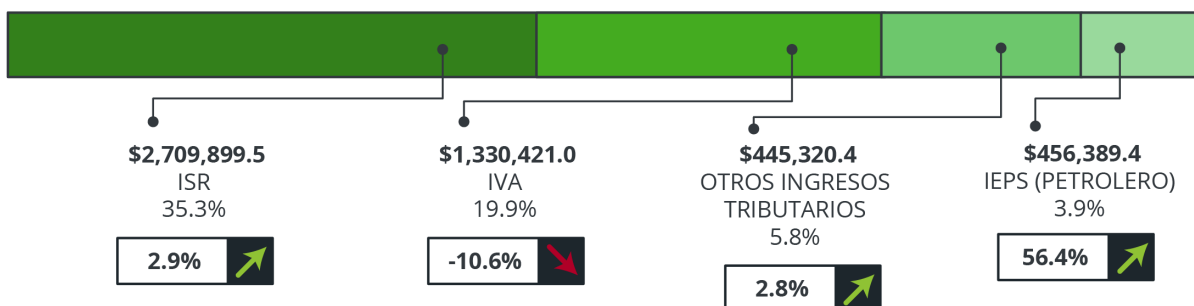 $2,709,899.5
ISR
35.3%
2.9%
$1,330,421.0
IVA
19.9%
-10.6%
$445,320.4
OTROS INGRESOS
TRIBUTARIOS
5.8%
2.8%
$456,389.4
IEPS (PETROLERO)
3.9%
56.4%